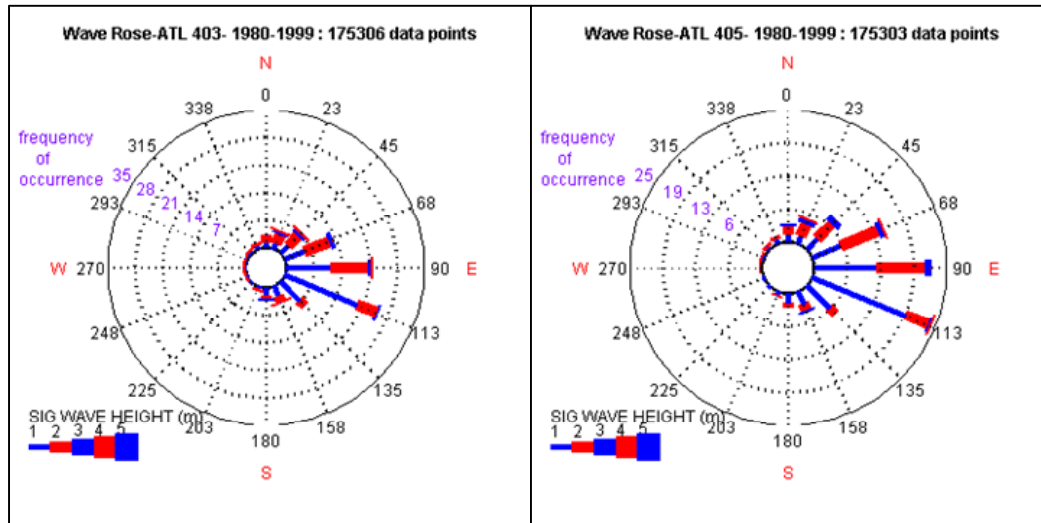 Wave Rose-ATL 403- 1980-1999 : 175306 data points
N
0
338 23
315 45
frequency
of
occurrence
35
28
21
14
7
293 68
W 270 90 E
248 113
225 135
203 158
180
S
SIG WAVE HEIGHT (m)
1 2 3 4 5
Wave Rose-ATL 405- 1980-1999 : 175303 data points
N
0
338 23
315 45
frequency
of
occurrence
25
19
13
6
293 68
W 270 90 E
248 113
225 135
203 158
180
S
SIG WAVE HEIGHT (m)
1 2 3 4 5